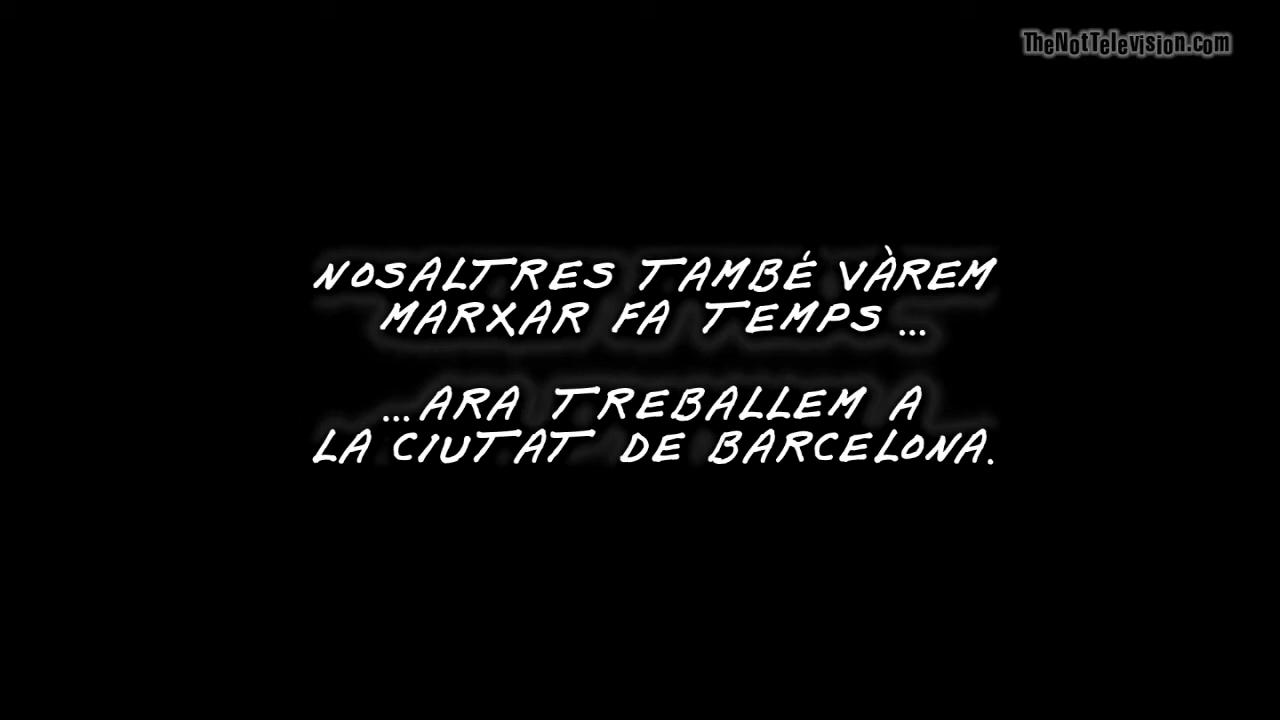 TheNotTelevision.com
NOSALTRES TAMBÉ VÀREM
MARXAR FA TEMPS ...
...ARA TREBALLEM A
LA CIUTAT DE BARCELONA.